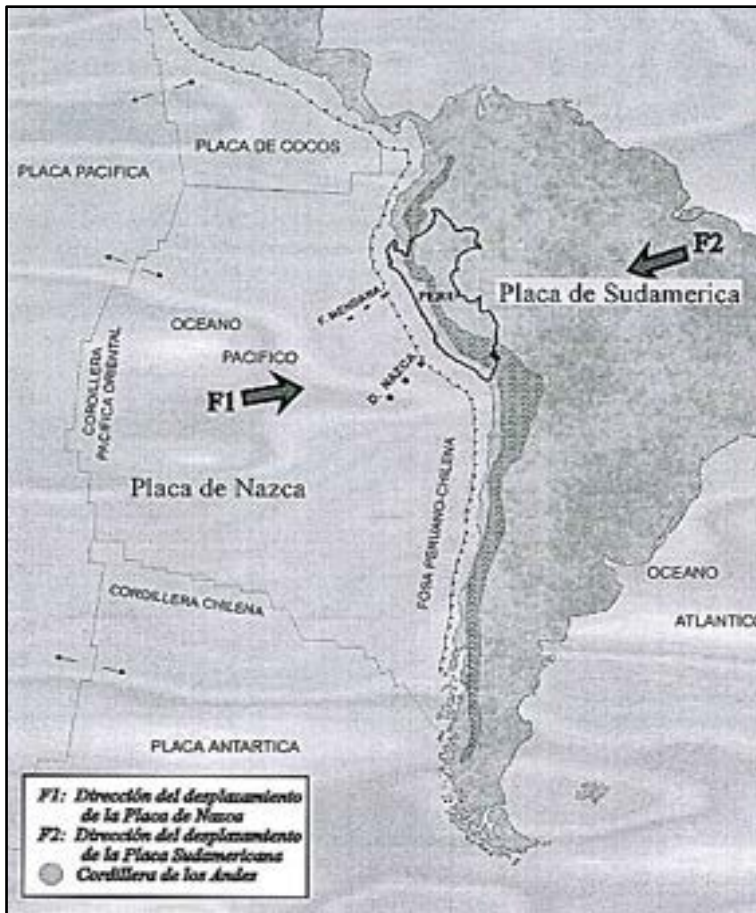 PLACA DE COCOS
PLACA PACIFICA
F2
PERU
Placa de Sudamerica
F. MENDAÑA
OCEANO
PACIFICO
D. NAZCA
F1
CORDILLERA
PACIFICA ORIENTAL
Placa de Nazca
FOSA PERUANO-CHILENA
OCEANO
ATLANTICO
CORDILLERA CHILENA
PLACA ANTARTICA
F1: Dirección del desplazamiento
de la Placa de Nazca
F2: Dirección del desplazamiento
de la Placa Sudamericana
Cordillera de los Andes